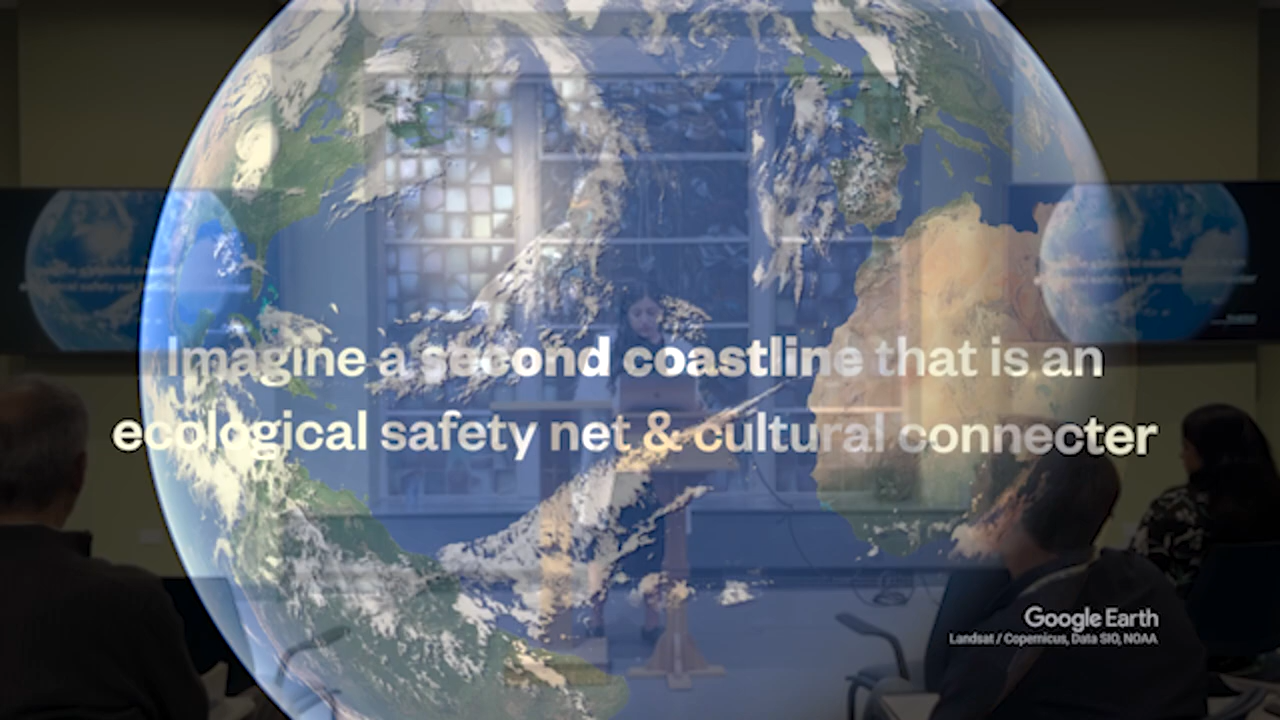 Imagine a second coastline that is an
ecological safety net & cultural connecter
Google Earth
Landsat / Copernicus, Data SIO, NOAA